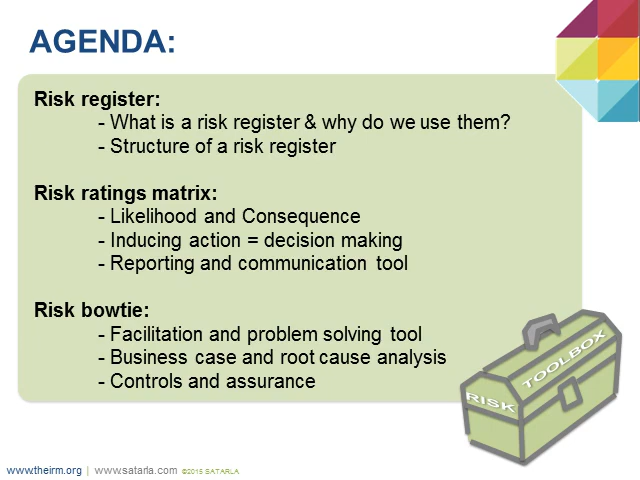 AGENDA:
Risk register:
- What is a risk register & why do we use them?
- Structure of a risk register
Risk ratings matrix:
- Likelihood and Consequence
- Inducing action = decision making
- Reporting and communication tool
Risk bowtie:
- Facilitation and problem solving tool
- Business case and root cause analysis
- Controls and assurance
RISK TOOLBOX
www.theirm.org | www.satarla.com ©2015 SATARLA